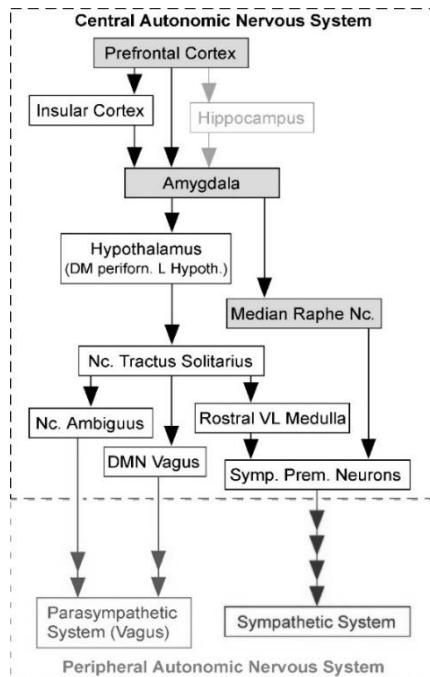 Central Autonomic Nervous System
Prefrontal Cortex
Insular Cortex
Hippocampus
Amygdala
Hypothalamus
(DM periforn. L Hypoth.)
Median Raphe Nc.
Nc. Tractus Solitarius
Nc. Ambiguus
Rostral VL Medulla
DMN Vagus
Symp. Prem. Neurons
Parasympathetic
System (Vagus)
Sympathetic System
Peripheral Autonomic Nervous System